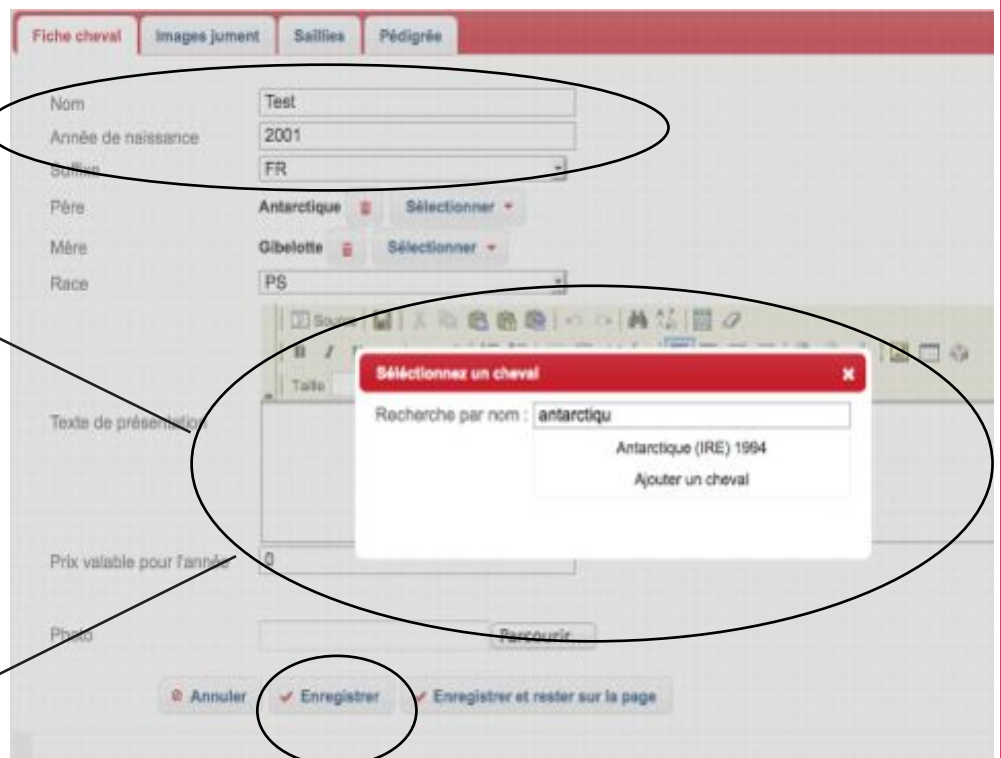 Fiche cheval Images jument Saillies Pédigrée
Nom Test
Année de naissance 2001
Suffixe FR
Père Antarctique Sélectionner
Mère Gibelotte Sélectionner
Race PS
Source
B I
Taille
Séléctionnez un cheval
Recherche par nom : antarctiqu
Antarctique (IRE) 1994
Ajouter un cheval
Texte de présentation
Prix valable pour l'année 0
Photo Parcourir...
Annuler Enregistrer Enregistrer et rester sur la page